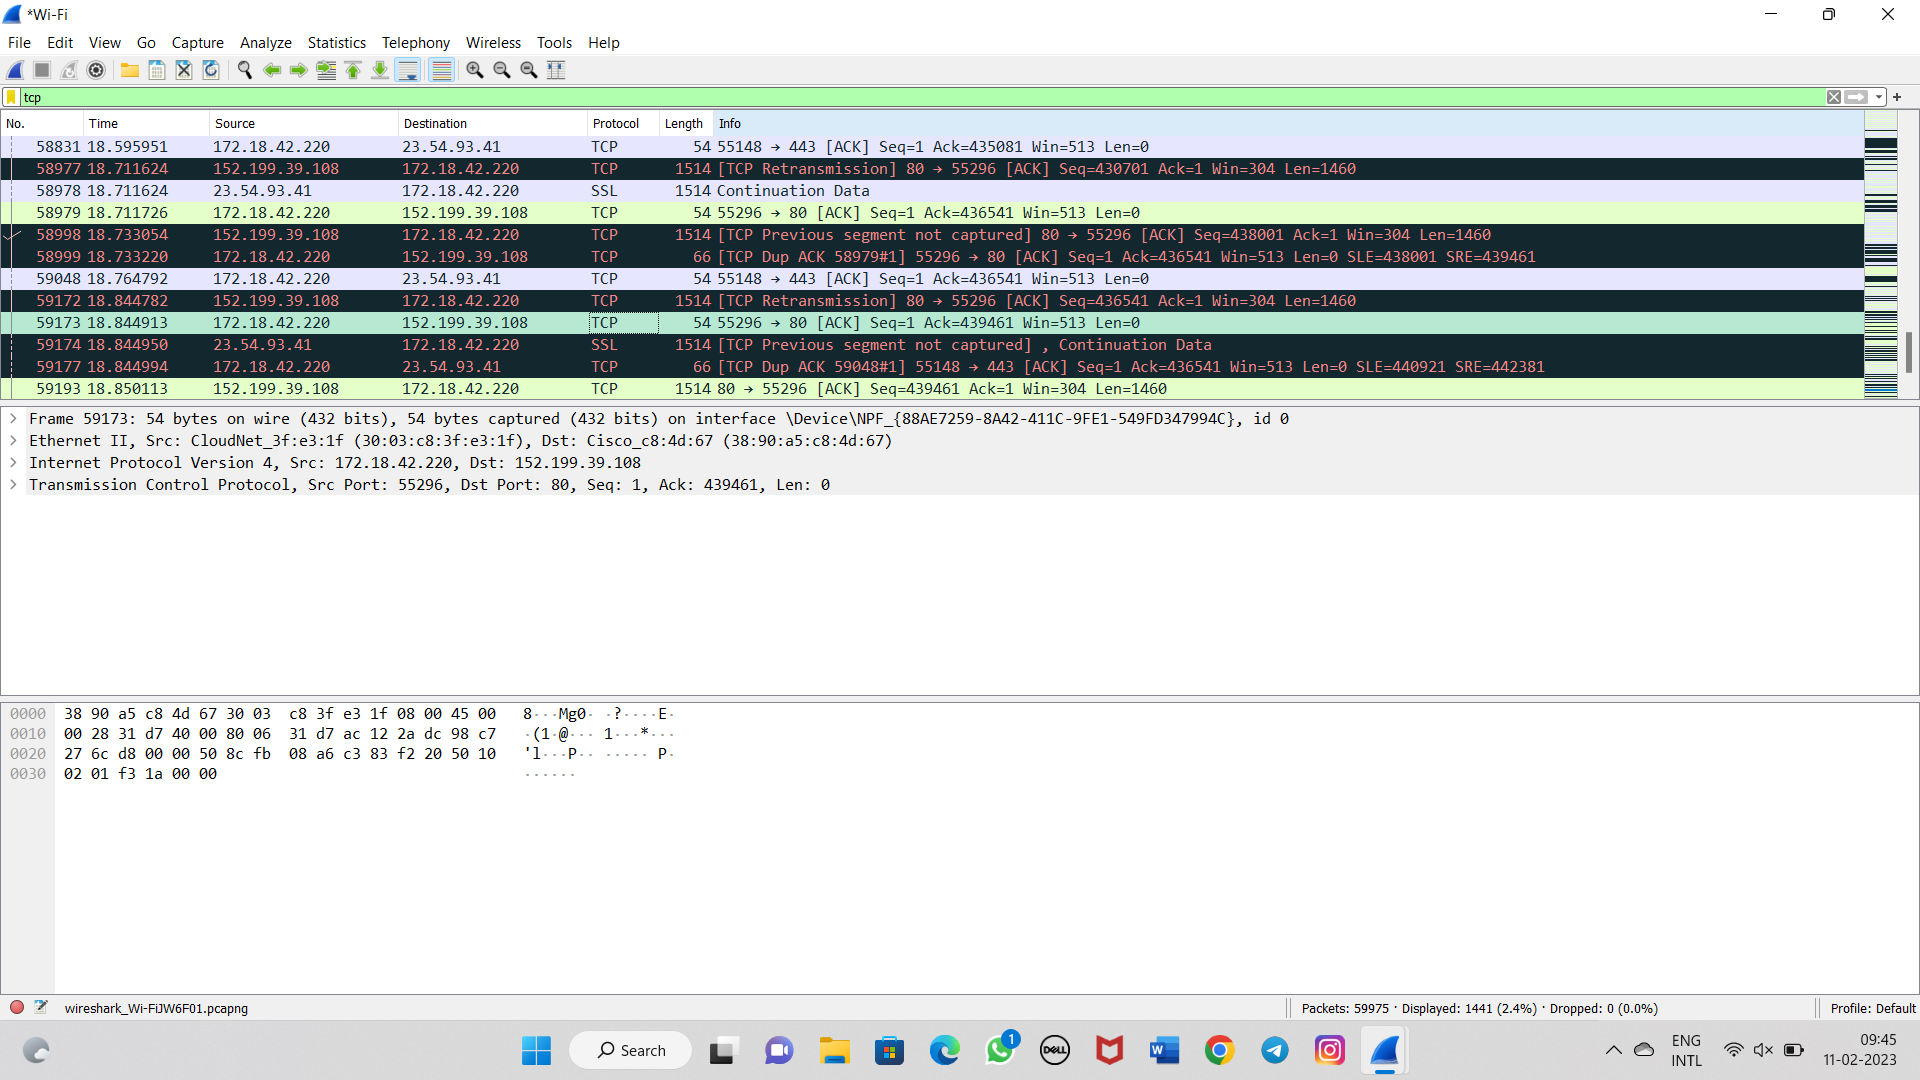 *Wi-Fi
File Edit View Go Capture Analyze Statistics Telephony Wireless Tools Help
tcp
No. Time Source Destination Protocol Length Info
58831 18.595951 172.18.42.220 23.54.93.41 TCP 54 55148 → 443 [ACK] Seq=1 Ack=435081 Win=513 Len=0
58977 18.711624 152.199.39.108 172.18.42.220 TCP 1514 [TCP Retransmission] 80 → 55296 [ACK] Seq=430701 Ack=1 Win=304 Len=1460
58978 18.711624 23.54.93.41 172.18.42.220 SSL 1514 Continuation Data
58979 18.711726 172.18.42.220 152.199.39.108 TCP 54 55296 → 80 [ACK] Seq=1 Ack=436541 Win=513 Len=0
58998 18.733054 152.199.39.108 172.18.42.220 TCP 1514 [TCP Previous segment not captured] 80 → 55296 [ACK] Seq=438001 Ack=1 Win=304 Len=1460
58999 18.733220 172.18.42.220 152.199.39.108 TCP 66 [TCP Dup ACK 58979#1] 55296 → 80 [ACK] Seq=1 Ack=436541 Win=513 Len=0 SLE=438001 SRE=439461
59048 18.764792 172.18.42.220 23.54.93.41 TCP 54 55148 → 443 [ACK] Seq=1 Ack=436541 Win=513 Len=0
59172 18.844782 152.199.39.108 172.18.42.220 TCP 1514 [TCP Retransmission] 80 → 55296 [ACK] Seq=436541 Ack=1 Win=304 Len=1460
59173 18.844913 172.18.42.220 152.199.39.108 TCP 54 55296 → 80 [ACK] Seq=1 Ack=439461 Win=513 Len=0
59174 18.844950 23.54.93.41 172.18.42.220 SSL 1514 [TCP Previous segment not captured] , Continuation Data
59177 18.844994 172.18.42.220 23.54.93.41 TCP 66 [TCP Dup ACK 59048#1] 55148 → 443 [ACK] Seq=1 Ack=436541 Win=513 Len=0 SLE=440921 SRE=442381
59193 18.850113 152.199.39.108 172.18.42.220 TCP 1514 80 → 55296 [ACK] Seq=439461 Ack=1 Win=304 Len=1460
Frame 59173: 54 bytes on wire (432 bits), 54 bytes captured (432 bits) on interface \Device\NPF_{88AE7259-8A42-411C-9FE1-549FD347994C}, id 0
Ethernet II, Src: CloudNet_3f:e3:1f (30:03:c8:3f:e3:1f), Dst: Cisco_c8:4d:67 (38:90:a5:c8:4d:67)
Internet Protocol Version 4, Src: 172.18.42.220, Dst: 152.199.39.108
Transmission Control Protocol, Src Port: 55296, Dst Port: 80, Seq: 1, Ack: 439461, Len: 0
0000 38 90 a5 c8 4d 67 30 03 c8 3f e3 1f 08 00 45 00 8···Mg0· ·?····E·
0010 00 28 31 d7 40 00 80 06 31 d7 ac 12 2a dc 98 c7 ·(1·@··· 1···*···
0020 27 6c d8 00 00 50 8c fb 08 a6 c3 83 f2 20 50 10 'l···P·· ····· P·
0030 02 01 f3 1a 00 00 ······
wireshark_Wi-FiJW6F01.pcapng Packets: 59975 · Displayed: 1441 (2.4%) · Dropped: 0 (0.0%) Profile: Default
Search DELL 1 W ENG INTL 09:45
11-02-2023